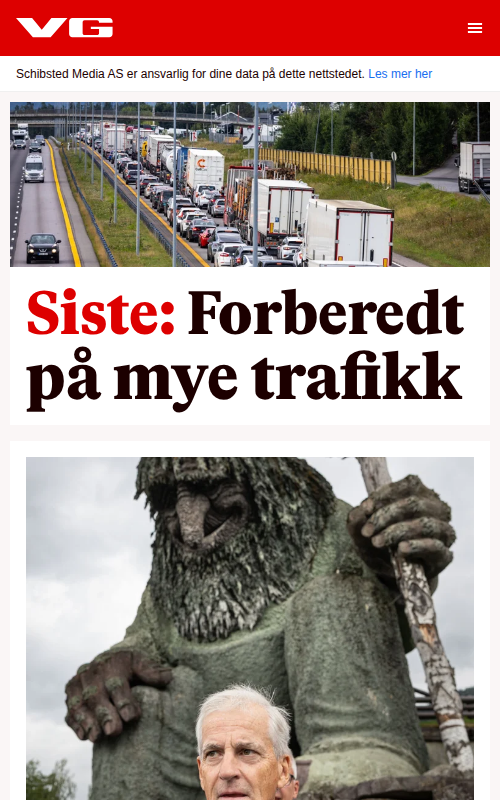 VG
Schibsted Media AS er ansvarlig for dine data på dette nettstedet. Les mer her
Siste: Forberedt
på mye trafikk